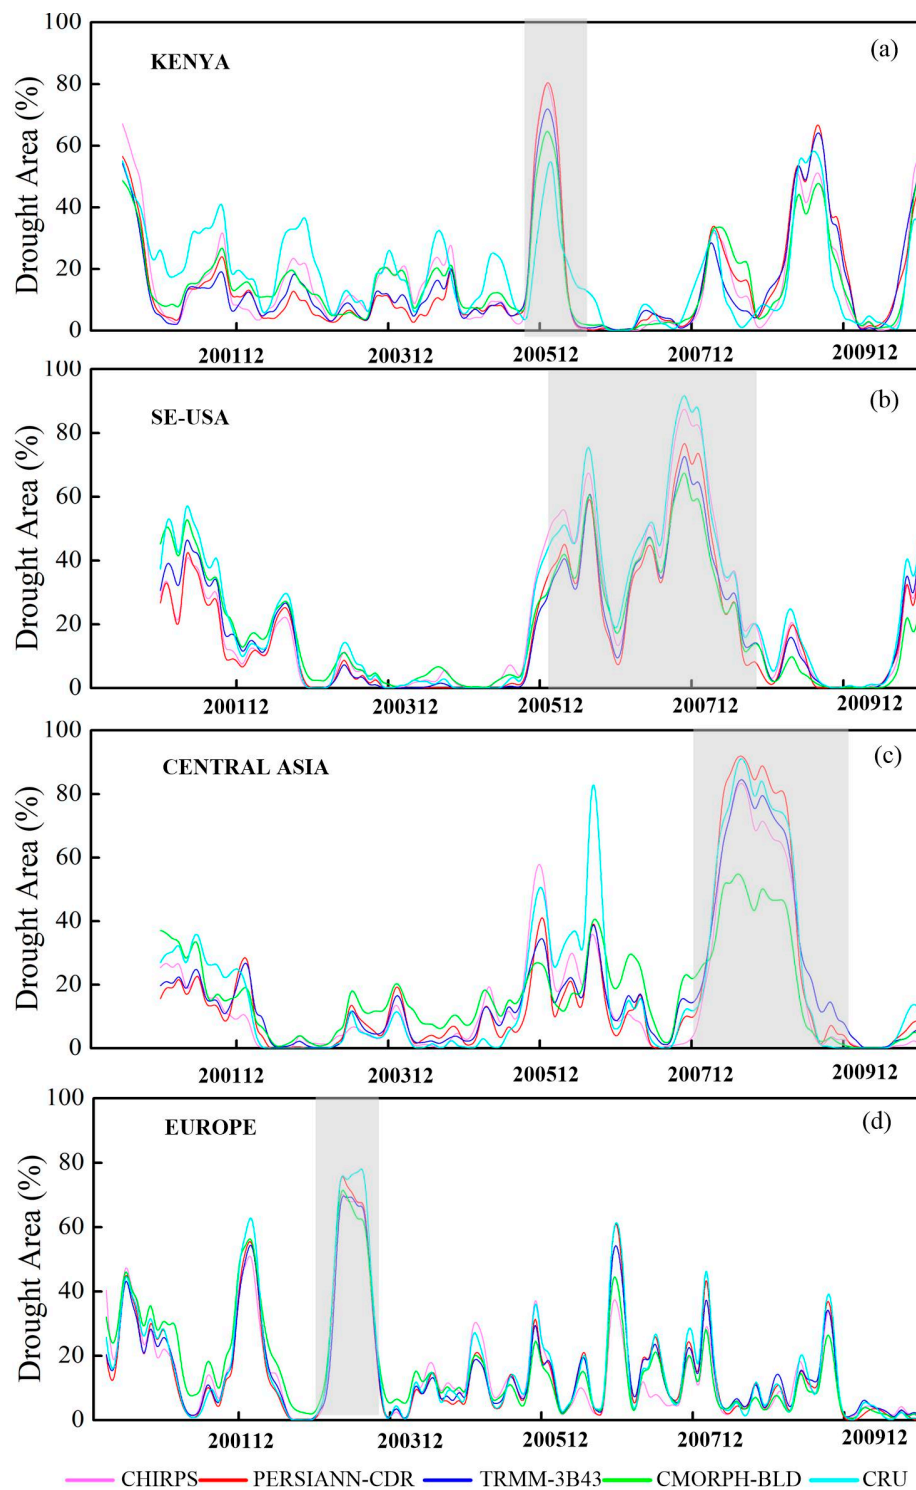 100
KENYA
(a)
80
60
40
20
0
Drought Area (%)
200112 200312 200512 200712 200912
100
SE-USA
(b)
80
60
40
20
0
Drought Area (%)
200112 200312 200512 200712 200912
100
CENTRAL ASIA
(c)
80
60
40
20
0
Drought Area (%)
200112 200312 200512 200712 200912
100
EUROPE
(d)
80
60
40
20
0
Drought Area (%)
200112 200312 200512 200712 200912
CHIRPS PERSIANN-CDR TRMM-3B43 CMORPH-BLD CRU